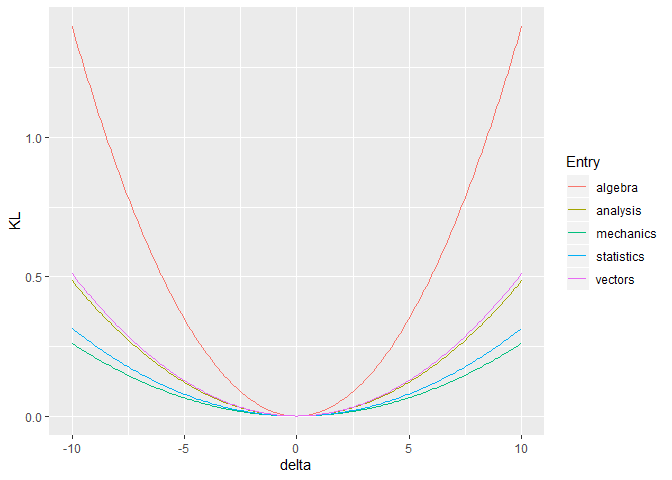 KL
1.0
0.5
0.0
-10
-5
0
5
10
delta
Entry
algebra
analysis
mechanics
statistics
vectors